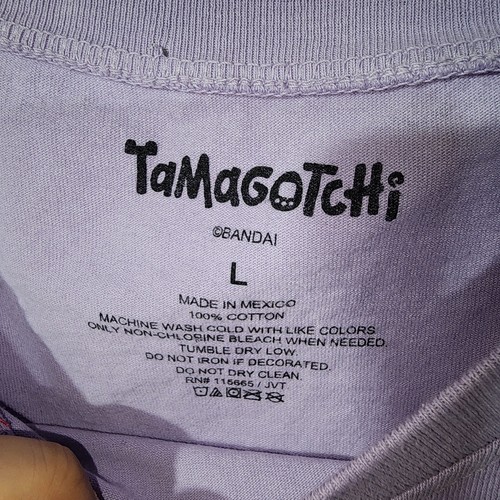 TaMaGOTCHi
©BANDAI
L
MADE IN MEXICO
100% COTTON
MACHINE WASH COLD WITH LIKE COLORS
ONLY NON-CHLORINE BLEACH WHEN NEEDED.
TUMBLE DRY LOW.
DO NOT IRON IF DECORATED.
DO NOT DRY CLEAN.
RN# 115665 / JVT